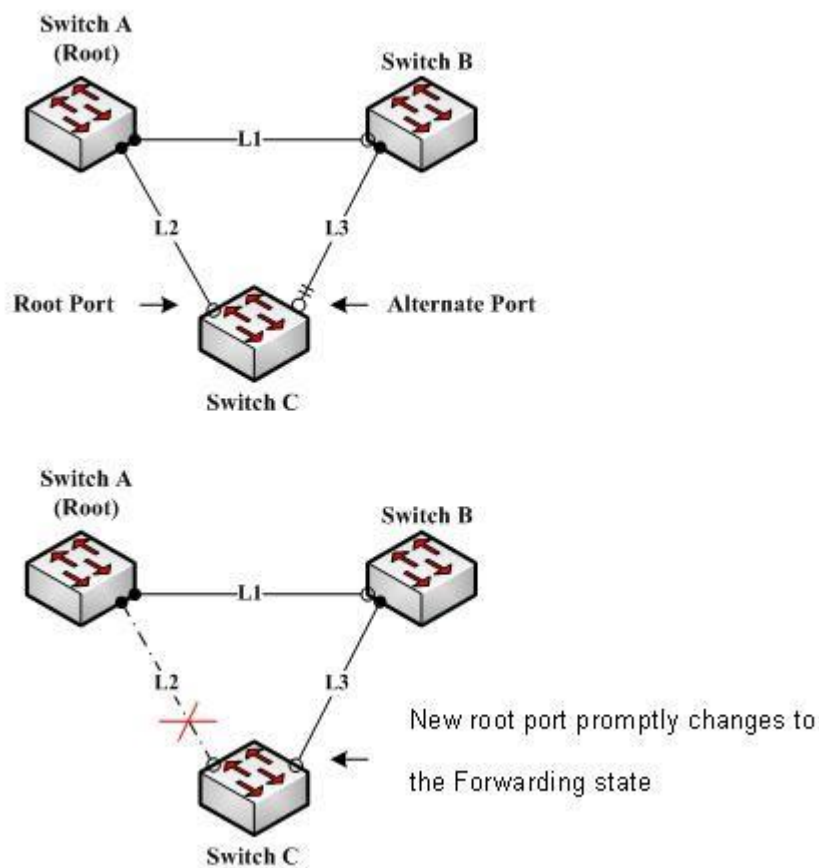 Switch A
(Root)
Switch B
L1
L2
L3
Root Port
Alternate Port
Switch C
Switch A
(Root)
Switch B
L1
L2
L3
New root port promptly changes to
the Forwarding state
Switch C